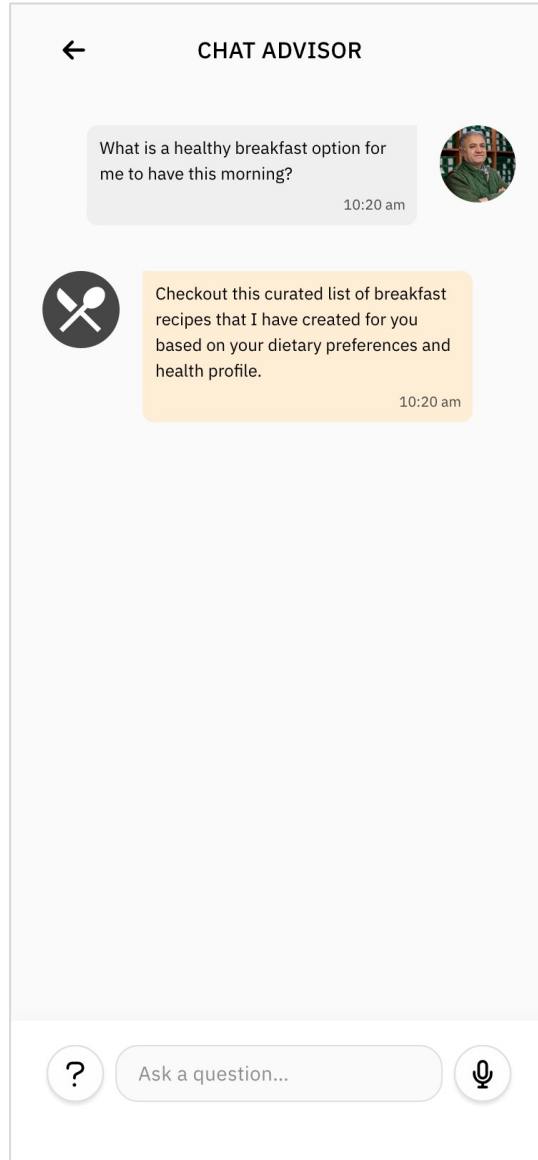 CHAT ADVISOR
What is a healthy breakfast option for
me to have this morning?
10:20 am
Checkout this curated list of breakfast
recipes that I have created for you
based on your dietary preferences and
health profile.
10:20 am
?
Ask a question...